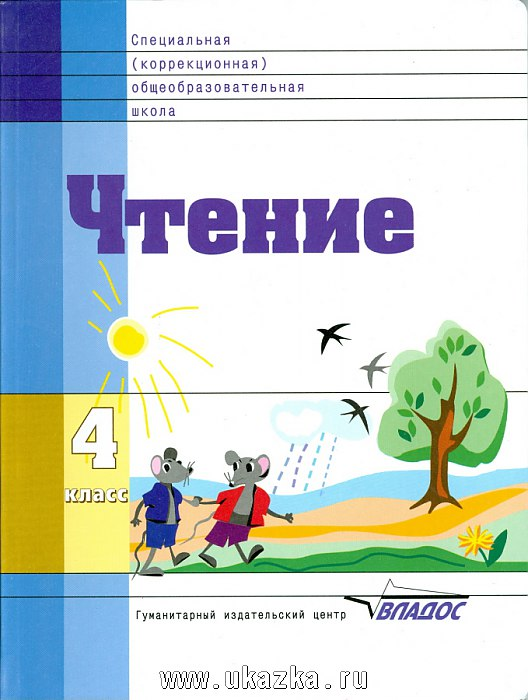 Специальная
(коррекционная)
общеобразовательная
школа
Чтение
4
класс
Гуманитарный издательский центр
ВЛАДОС
www.ukazka.ru